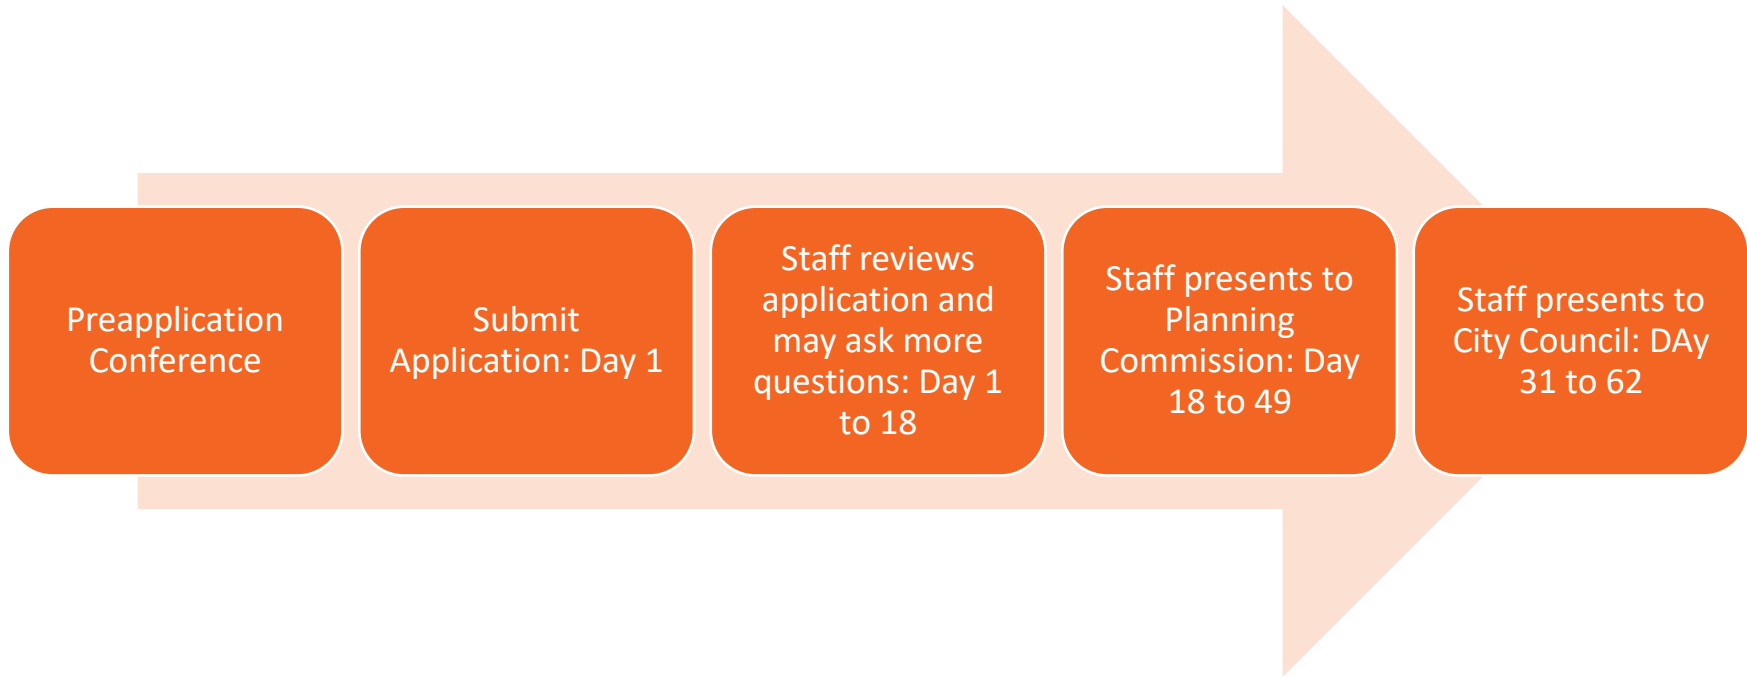 Preapplication
Conference
Submit
Application: Day 1
Staff reviews
application and
may ask more
questions: Day 1
to 18
Staff presents to
Planning
Commission: Day
18 to 49
Staff presents to
City Council: DAy
31 to 62